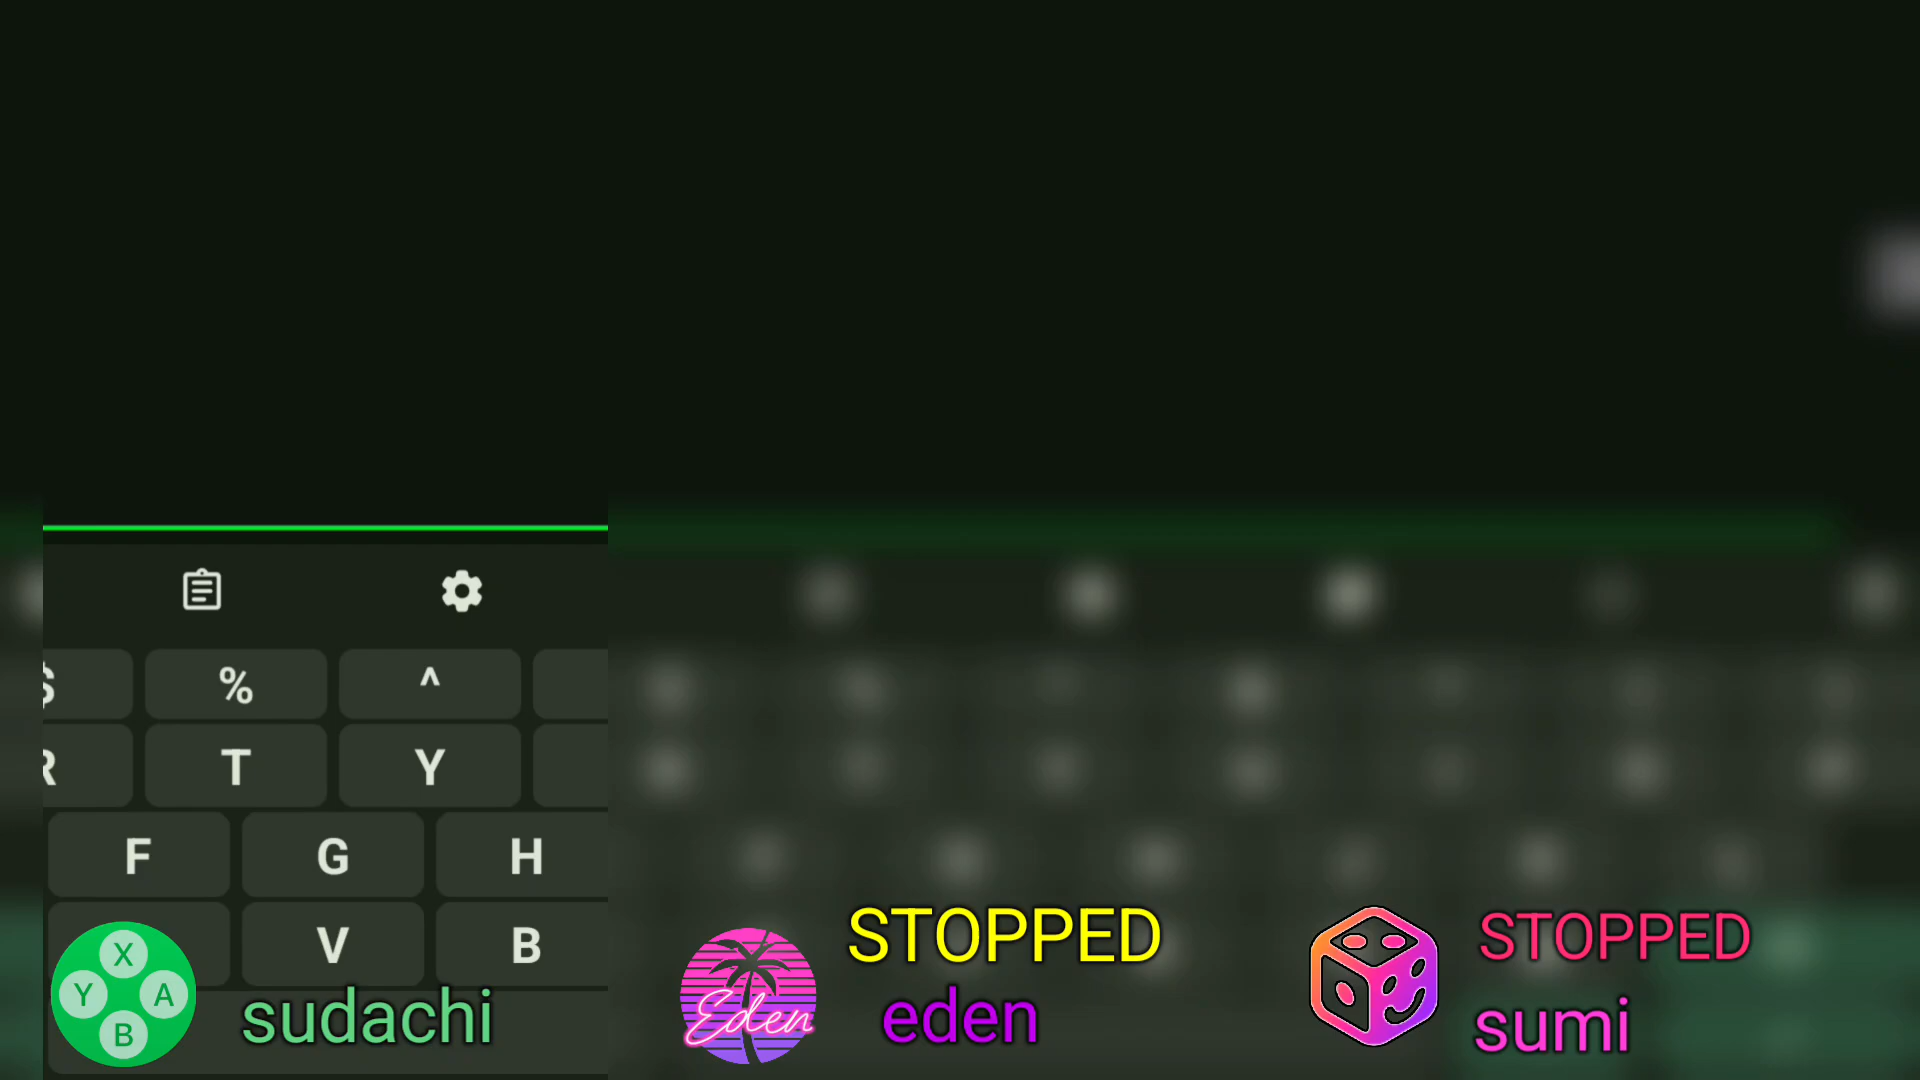 $ % ^
R T Y
F G H
V B
X
Y A
B
sudachi
Eden
STOPPED
eden
STOPPED
sumi